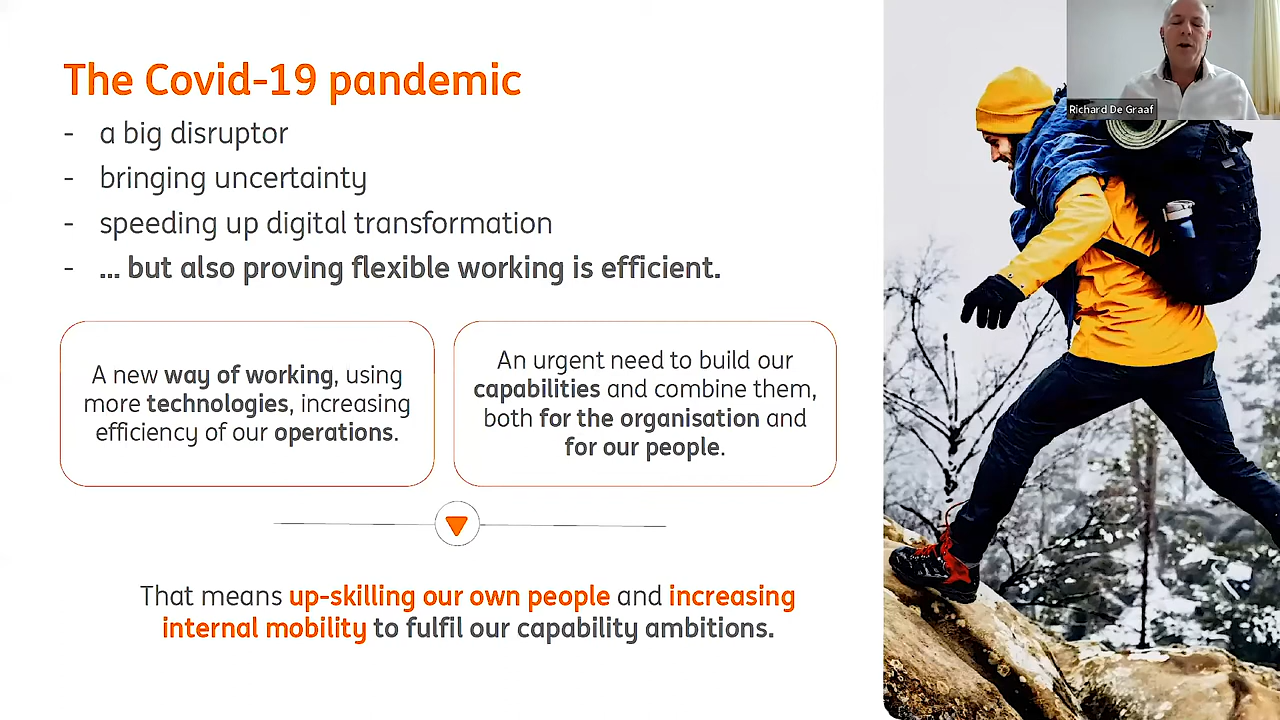 The Covid-19 pandemic
- a big disruptor
- bringing uncertainty
- speeding up digital transformation
- ... but also proving flexible working is efficient.
A new way of working, using
more technologies, increasing
efficiency of our operations.
An urgent need to build our
capabilities and combine them,
both for the organisation and
for our people.
That means up-skilling our own people and increasing
internal mobility to fulfil our capability ambitions.
Richard De Graaf